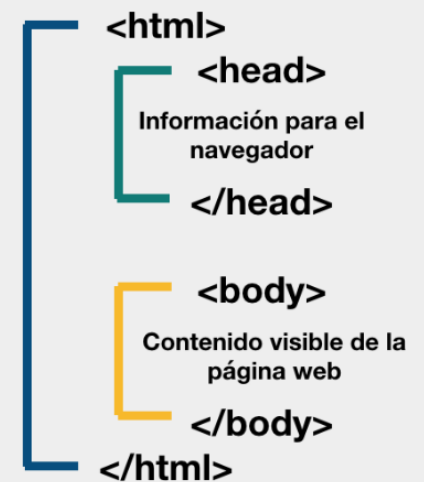 <html>
<head>
Información para el
navegador
</head>
<body>
Contenido visible de la
página web
</body>
</html>